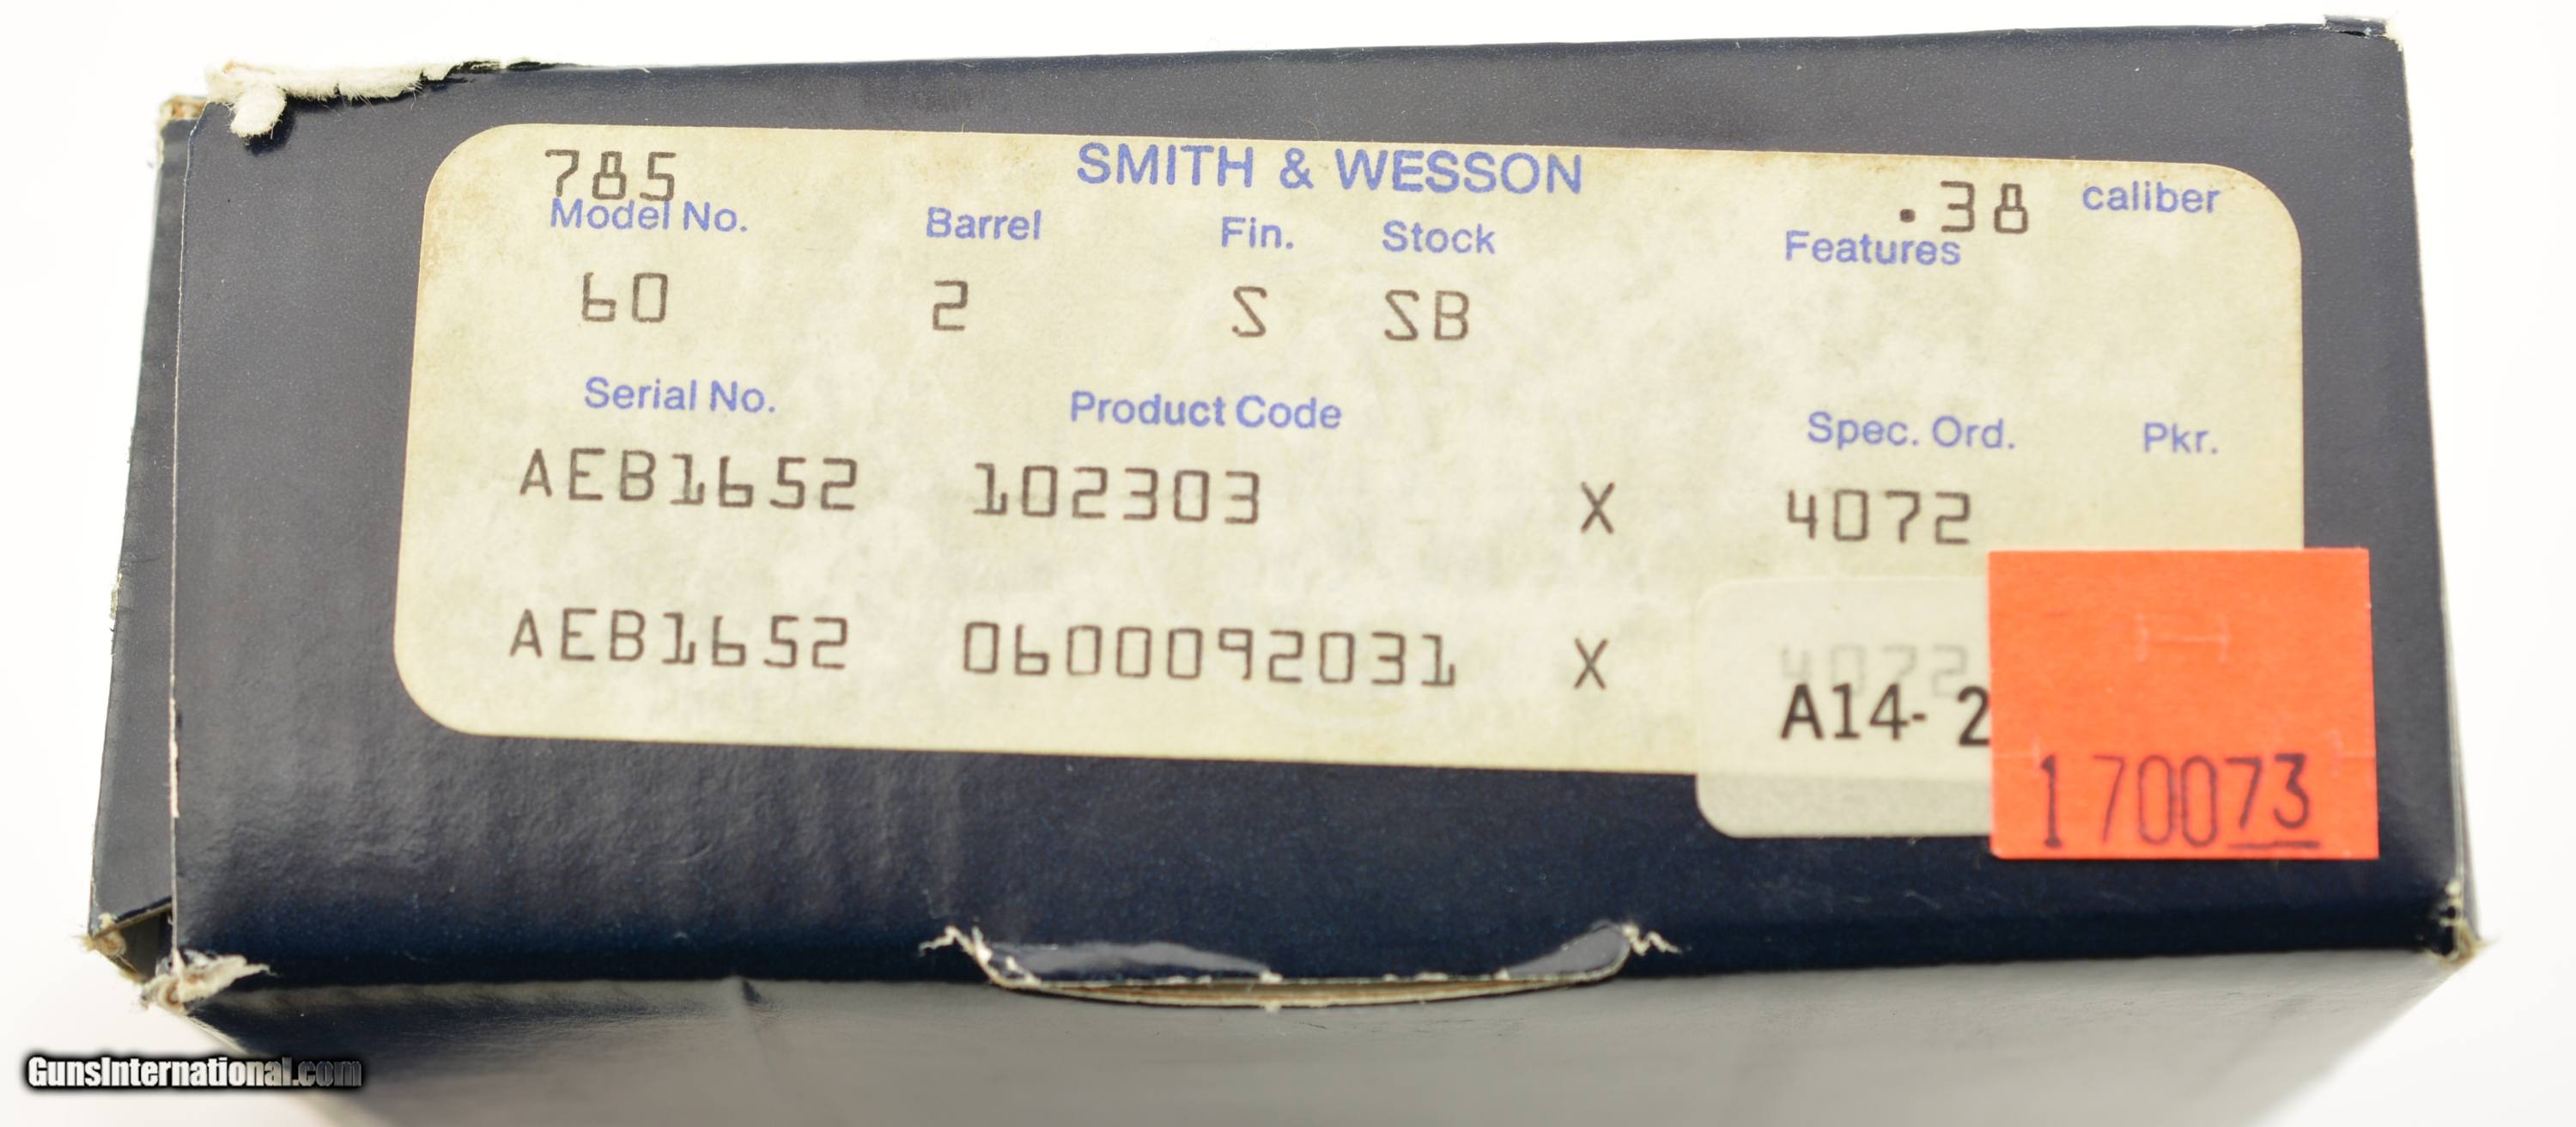 785 SMITH & WESSON .38 caliber
Model No. Barrel Fin. Stock Features
60 2 S SB
Serial No. Product Code Spec. Ord. Pkr.
AEB1652 102303 X 4072
AEB1652 0600092031 X 4072
A14- 2
170073
GunsInternational.com